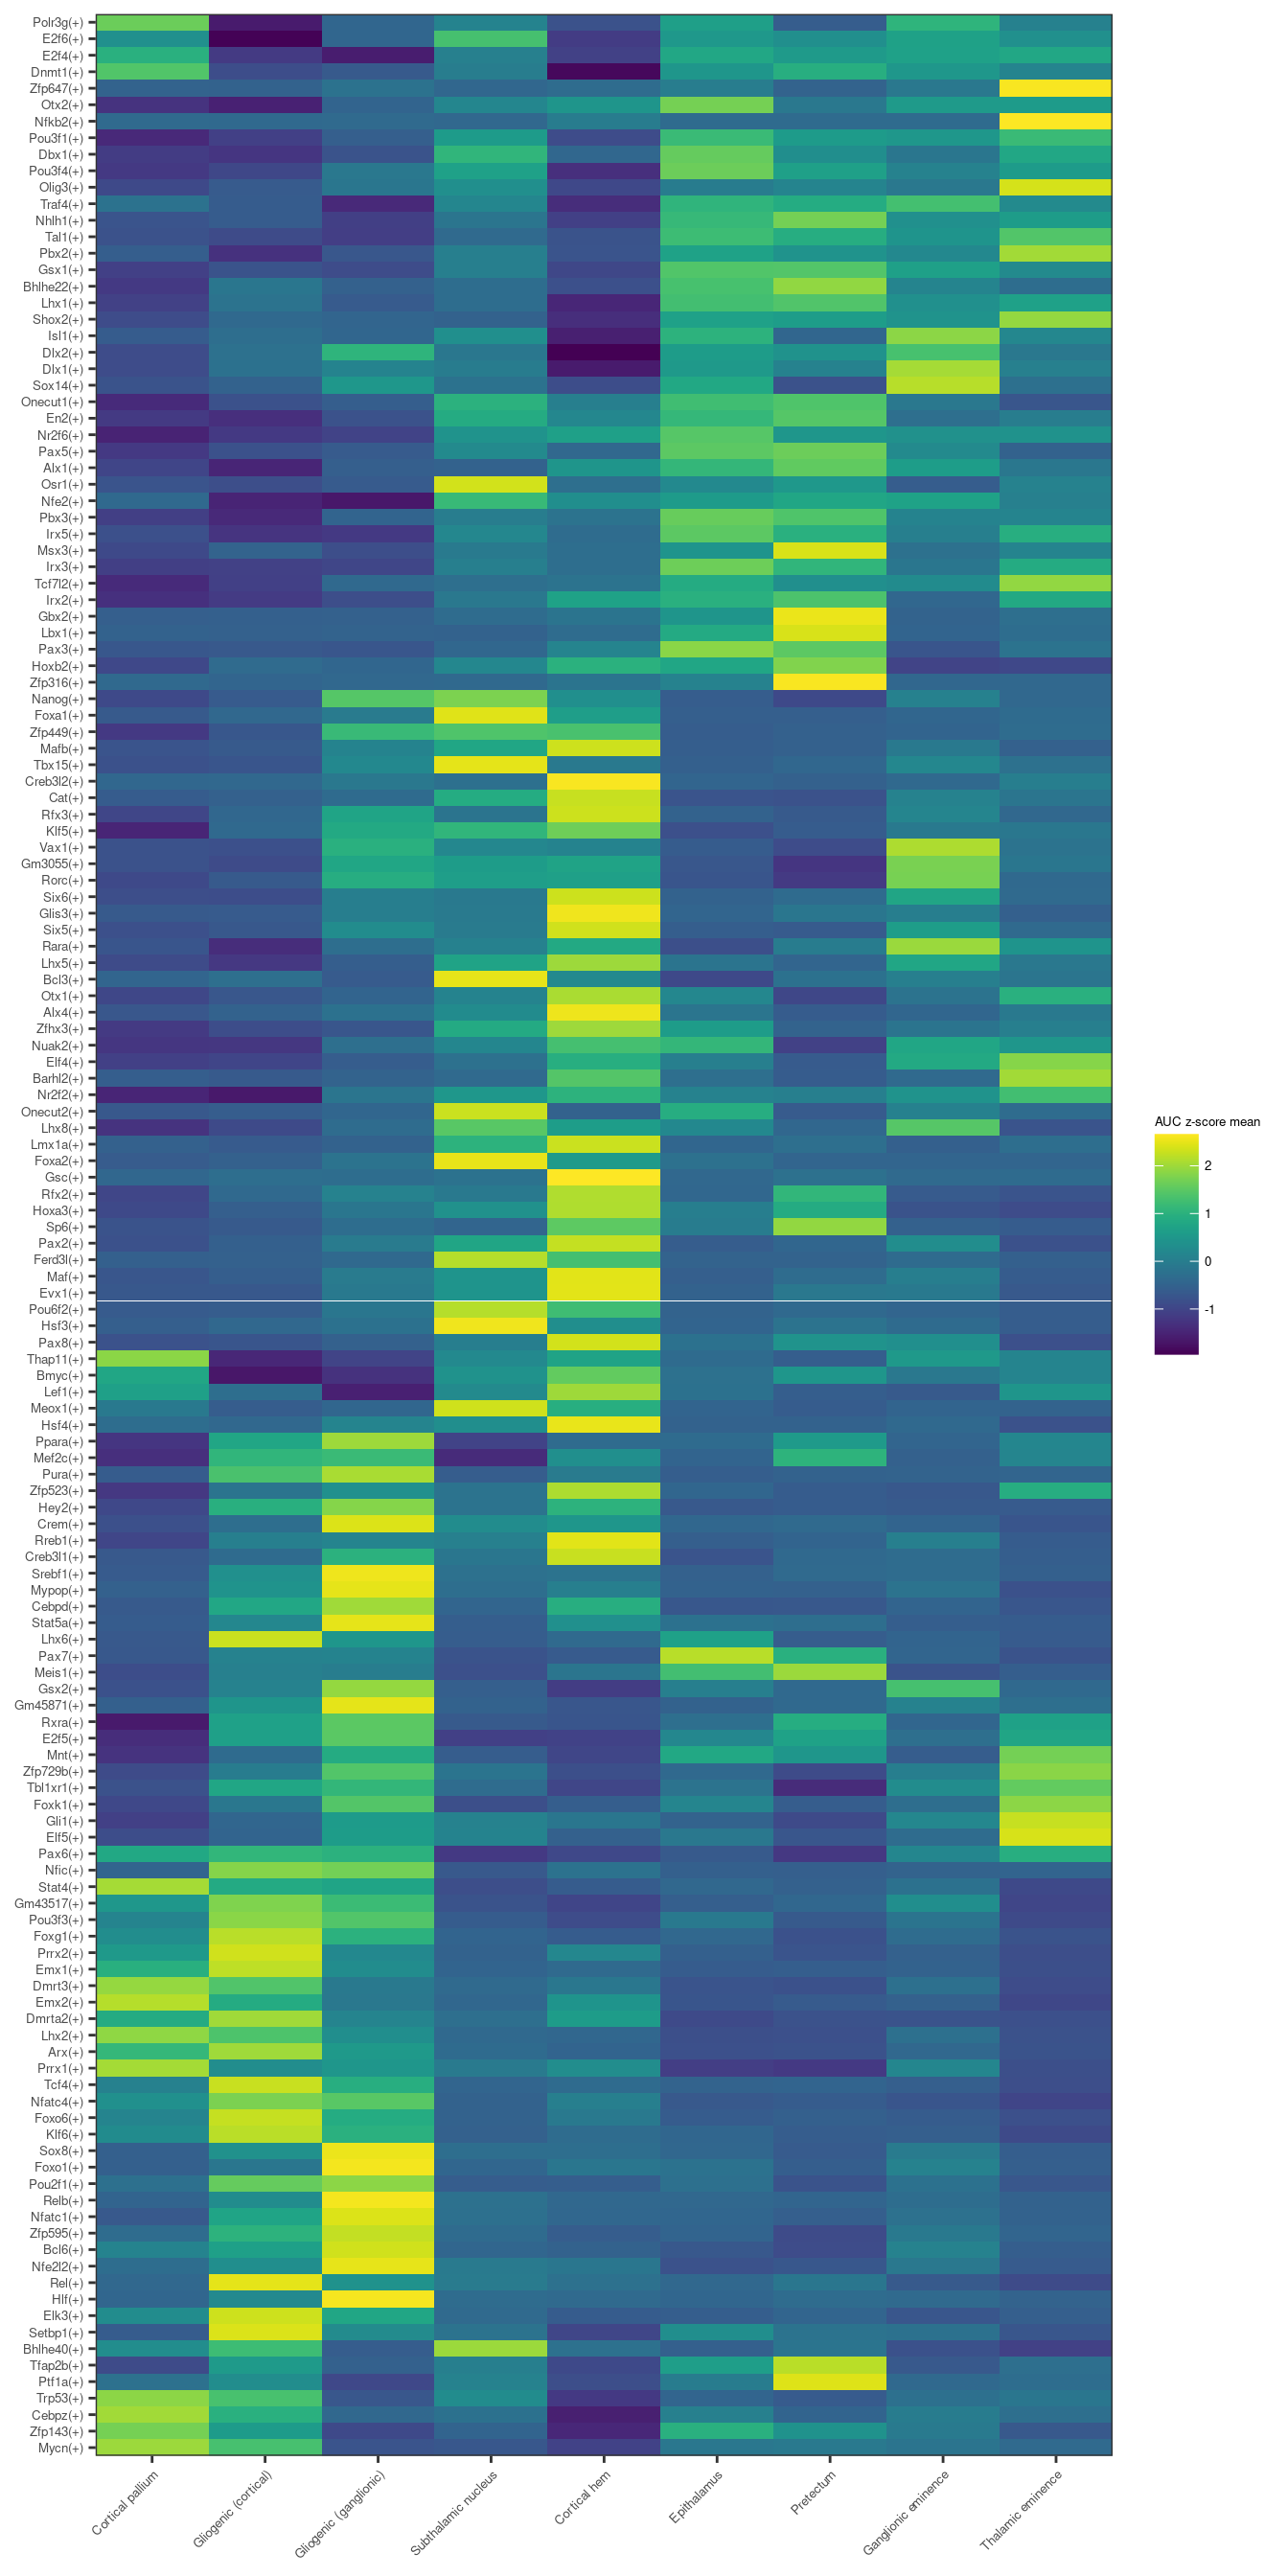 Polr3g(+)
E2f6(+)
E2f4(+)
Dnmt1(+)
Zfp647(+)
Otx2(+)
Nfkb2(+)
Pou3f1(+)
Dbx1(+)
Pou3f4(+)
Olig3(+)
Traf4(+)
Nhlh1(+)
Tal1(+)
Pbx2(+)
Gsx1(+)
Bhlhe22(+)
Lhx1(+)
Shox2(+)
Isl1(+)
Dlx2(+)
Dlx1(+)
Sox14(+)
Onecut1(+)
En2(+)
Nr2f6(+)
Pax5(+)
Alx1(+)
Osr1(+)
Nfe2(+)
Pbx3(+)
Irx5(+)
Msx3(+)
Irx3(+)
Tcf7l2(+)
Irx2(+)
Gbx2(+)
Lbx1(+)
Pax3(+)
Hoxb2(+)
Zfp316(+)
Nanog(+)
Foxa1(+)
Zfp449(+)
Mafb(+)
Tbx15(+)
Creb3l2(+)
Cat(+)
Rfx3(+)
Klf5(+)
Vax1(+)
Gm3055(+)
Rorc(+)
Six6(+)
Glis3(+)
Six5(+)
Rara(+)
Lhx5(+)
Bcl3(+)
Otx1(+)
Alx4(+)
Zfhx3(+)
Nuak2(+)
Elf4(+)
Barhl2(+)
Nr2f2(+)
Onecut2(+)
Lhx8(+)
Lmx1a(+)
Foxa2(+)
Gsc(+)
Rfx2(+)
Hoxa3(+)
Sp6(+)
Pax2(+)
Ferd3l(+)
Maf(+)
Evx1(+)
Pou6f2(+)
Hsf3(+)
Pax8(+)
Thap11(+)
Bmyc(+)
Lef1(+)
Meox1(+)
Hsf4(+)
Ppara(+)
Mef2c(+)
Pura(+)
Zfp523(+)
Hey2(+)
Crem(+)
Rreb1(+)
Creb3l1(+)
Srebf1(+)
Mypop(+)
Cebpd(+)
Stat5a(+)
Lhx6(+)
Pax7(+)
Meis1(+)
Gsx2(+)
Gm45871(+)
Rxra(+)
E2f5(+)
Mnt(+)
Zfp729b(+)
Tbl1xr1(+)
Foxk1(+)
Gli1(+)
Elf5(+)
Pax6(+)
Nfic(+)
Stat4(+)
Gm43517(+)
Pou3f3(+)
Foxg1(+)
Prrx2(+)
Emx1(+)
Dmrt3(+)
Emx2(+)
Dmrta2(+)
Lhx2(+)
Arx(+)
Prrx1(+)
Tcf4(+)
Nfatc4(+)
Foxo6(+)
Klf6(+)
Sox8(+)
Foxo1(+)
Pou2f1(+)
Relb(+)
Nfatc1(+)
Zfp595(+)
Bcl6(+)
Nfe2l2(+)
Rel(+)
Hlf(+)
Elk3(+)
Setbp1(+)
Bhlhe40(+)
Tfap2b(+)
Ptf1a(+)
Trp53(+)
Cebpz(+)
Zfp143(+)
Mycn(+)
Cortical pallium
Gliogenic (cortical)
Gliogenic (ganglionic)
Subthalamic nucleus
Cortical hem
Epithalamus
Pretectum
Ganglionic eminence
Thalamic eminence
AUC z-score mean
2
1
0
-1